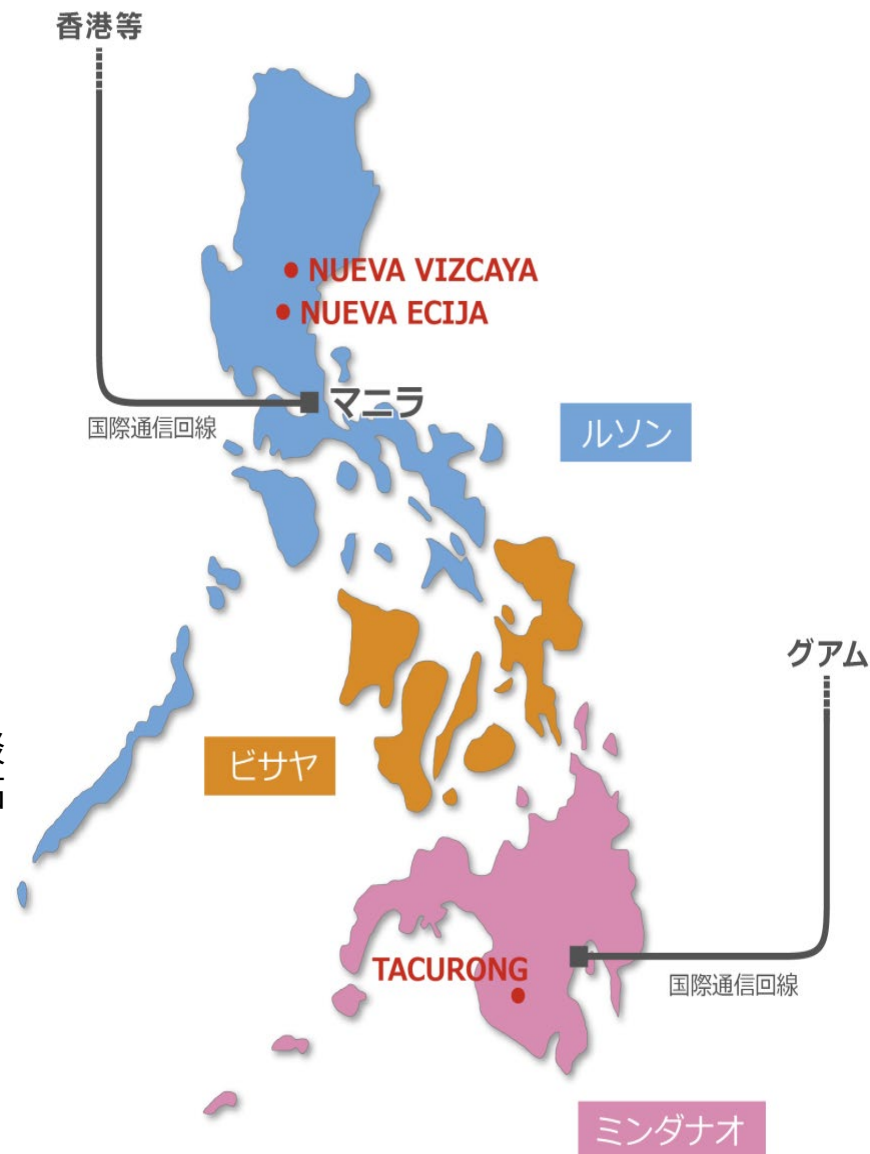 香港等
NUEVA VIZCAYA
NUEVA ECIJA
マニラ
国際通信回線
ルソン
グアム
ビサヤ
TACURONG
国際通信回線
ミンダナオ